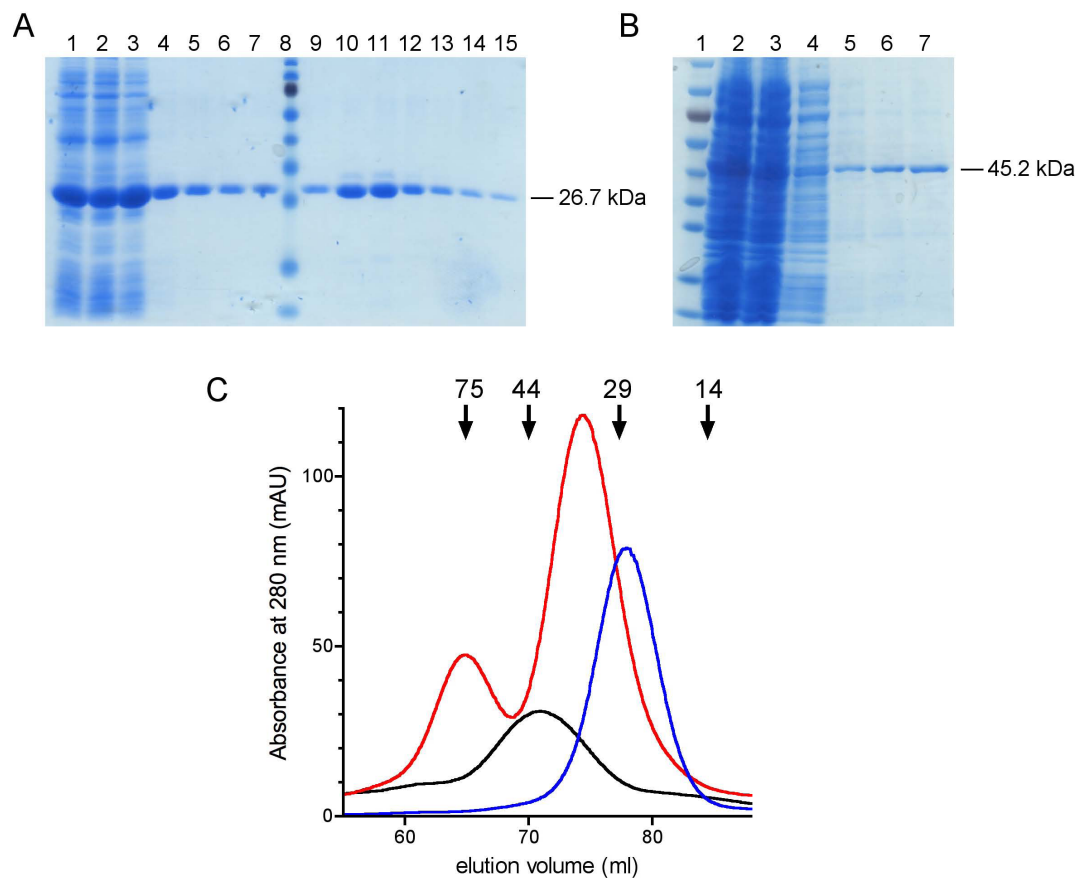 A
1 2 3 4 5 6 7 8 9 10 11 12 13 14 15
26.7 kDa
B
1 2 3 4 5 6 7
45.2 kDa
C
75 44 29 14
Absorbance at 280 nm (mAU)
100
50
0
60 70 80
elution volume (ml)